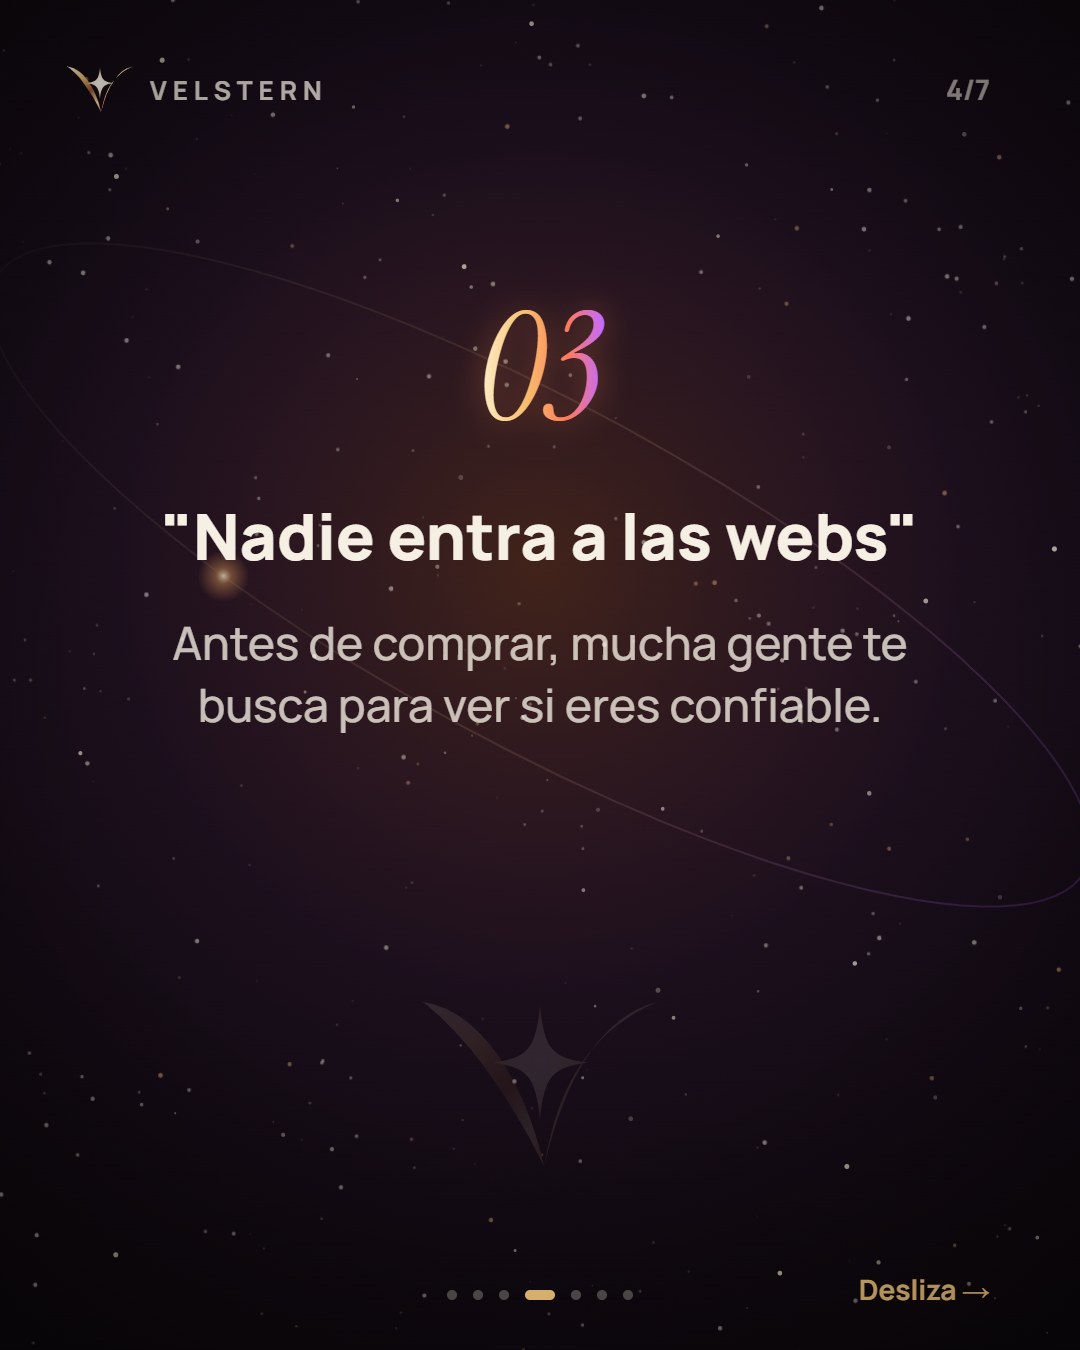 VELSTERN
4/7
03
"Nadie entra a las webs"
Antes de comprar, mucha gente te
busca para ver si eres confiable.
Desliza →